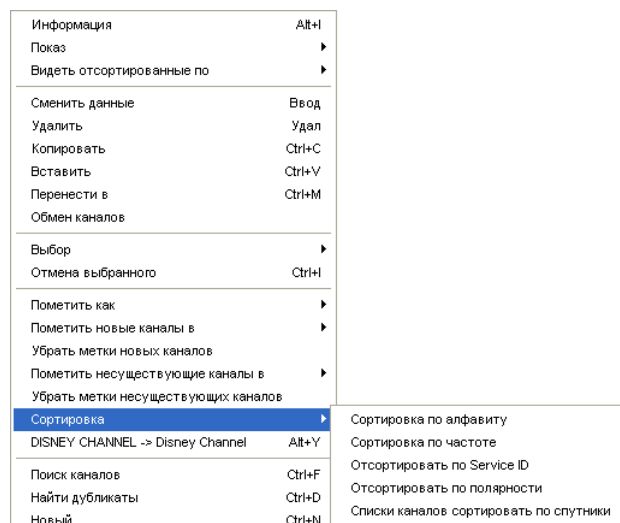 Информация Alt+I
Показ
Видеть отсортированные по
Сменить данные Ввод
Удалить Удал
Копировать Ctrl+C
Вставить Ctrl+V
Перенести в Ctrl+M
Обмен каналов
Выбор
Отмена выбранного Ctrl+I
Пометить как
Пометить новые каналы в
Убрать метки новых каналов
Пометить несуществующие каналы в
Убрать метки несуществующих каналов
Сортировка
DISNEY CHANNEL -> Disney Channel Alt+Y
Поиск каналов Ctrl+F
Найти дубликаты Ctrl+D
Новый Ctrl+N
Сортировка по алфавиту
Сортировка по частоте
Отсортировать по Service ID
Отсортировать по полярности
Списки каналов сортировать по спутники